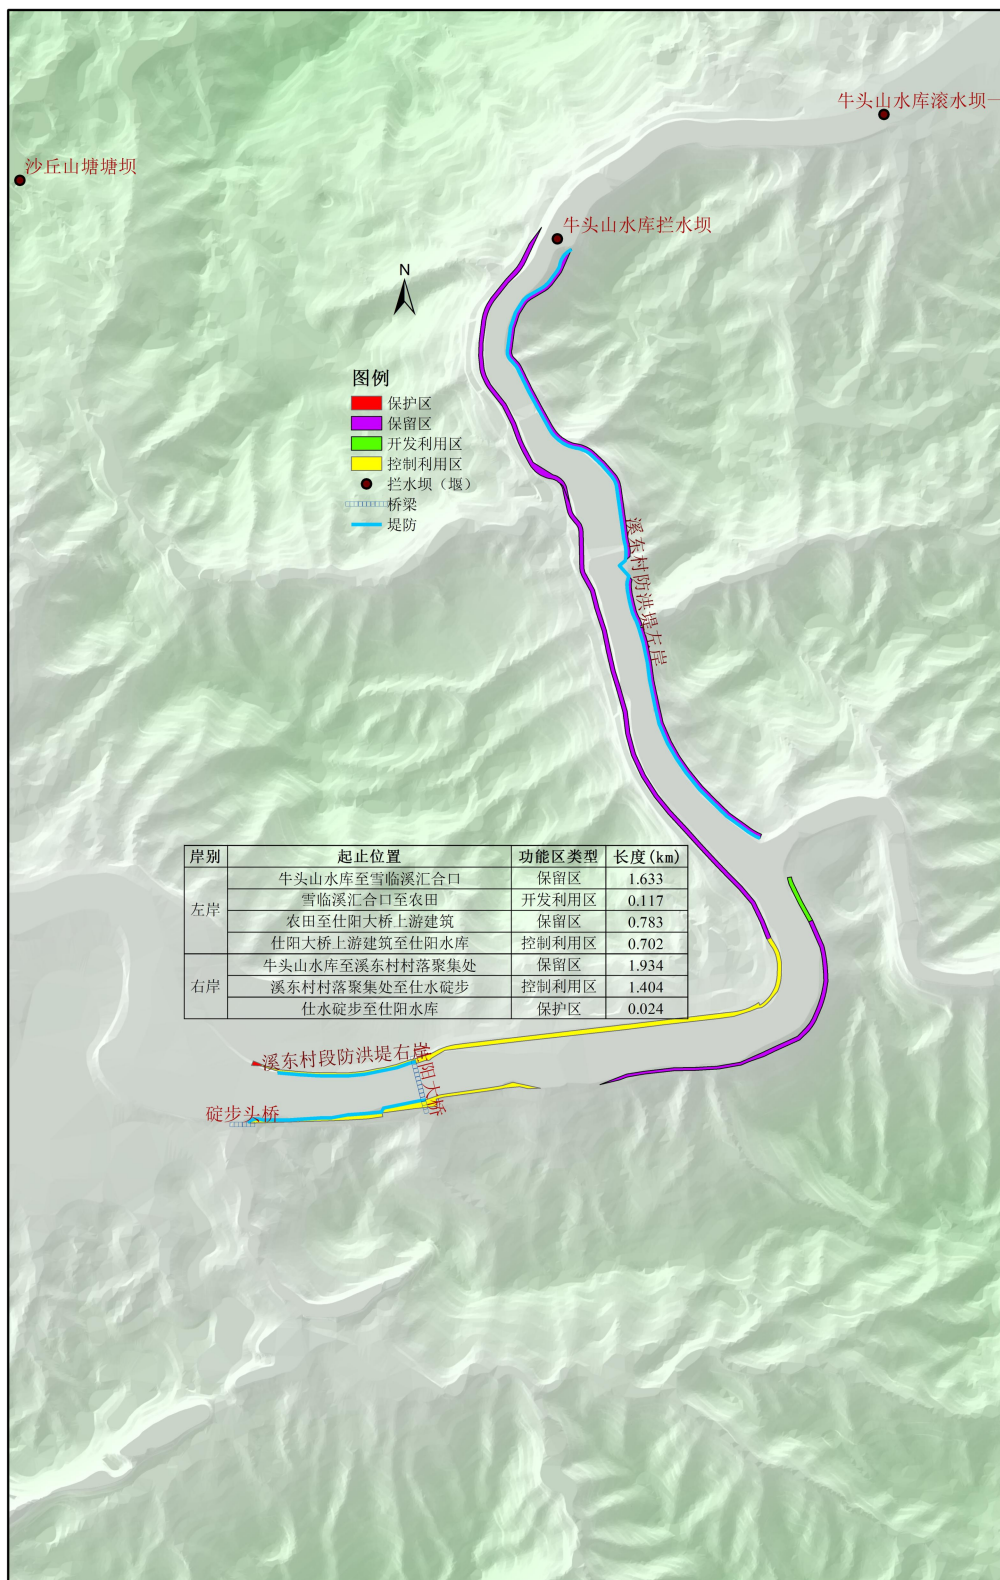 牛头山水库滚水坝一
沙丘山塘塘坝
牛头山水库拦水坝
N
图例
保护区
保留区
开发利用区
控制利用区
拦水坝（堰）
桥梁
堤防
溪东村防洪堤左岸
岸别 起止位置 功能区类型 长度(km)
左岸
牛头山水库至雪临溪汇合口 保留区 1.633
雪临溪汇合口至农田 开发利用区 0.117
农田至仕阳大桥上游建筑 保留区 0.783
仕阳大桥上游建筑至仕阳水库 控制利用区 0.702
右岸
牛头山水库至溪东村村落聚集处 保留区 1.934
溪东村村落聚集处至仕水碇步 控制利用区 1.404
仕水碇步至仕阳水库 保护区 0.024
溪东村段防洪堤右岸
仕阳大桥
碇步头桥